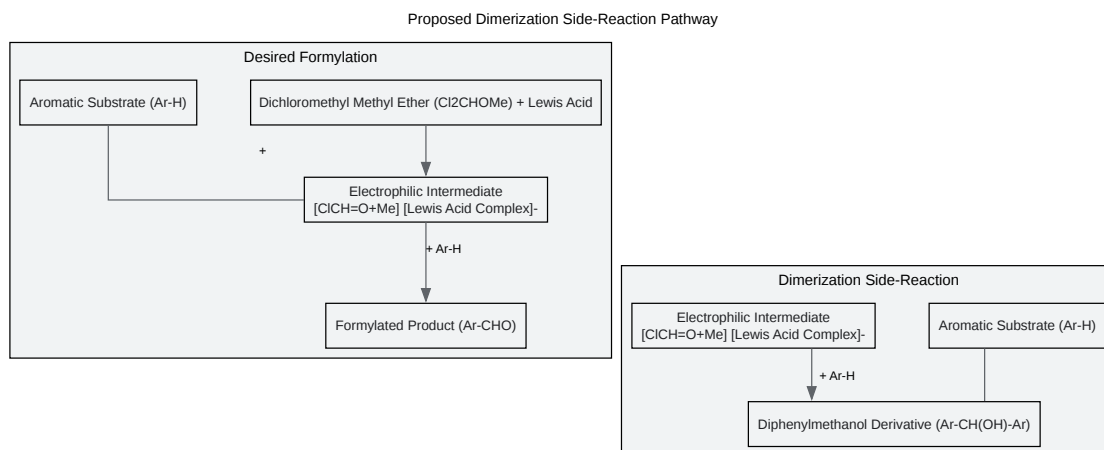 Proposed Dimerization Side-Reaction Pathway
Desired Formylation
Aromatic Substrate (Ar-H)
Dichloromethyl Methyl Ether (Cl2CHOMe) + Lewis Acid
+
Electrophilic Intermediate
[ClCH=O+Me] [Lewis Acid Complex]-
+ Ar-H
Formylated Product (Ar-CHO)
Dimerization Side-Reaction
Electrophilic Intermediate
[ClCH=O+Me] [Lewis Acid Complex]-
Aromatic Substrate (Ar-H)
+ Ar-H
Diphenylmethanol Derivative (Ar-CH(OH)-Ar)